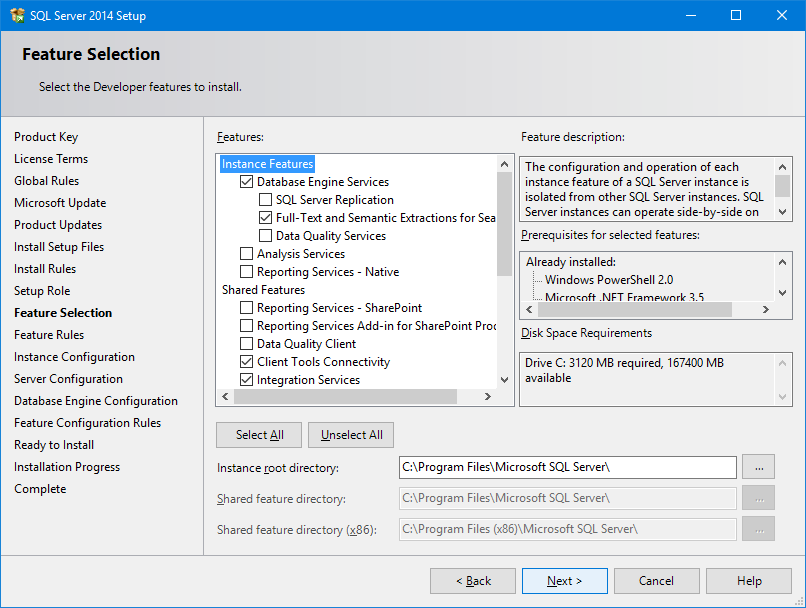 SQL Server 2014 Setup
Feature Selection
Select the Developer features to install.
Product Key
License Terms
Global Rules
Microsoft Update
Product Updates
Install Setup Files
Install Rules
Setup Role
Feature Selection
Feature Rules
Instance Configuration
Server Configuration
Database Engine Configuration
Feature Configuration Rules
Ready to Install
Installation Progress
Complete
Features:
Instance Features
Database Engine Services
SQL Server Replication
Full-Text and Semantic Extractions for Sea
Data Quality Services
Analysis Services
Reporting Services - Native
Shared Features
Reporting Services - SharePoint
Reporting Services Add-in for SharePoint Proc
Data Quality Client
Client Tools Connectivity
Integration Services
Feature description:
The configuration and operation of each
instance feature of a SQL Server instance is
isolated from other SQL Server instances. SQL
Server instances can operate side-by-side on
Prerequisites for selected features:
Already installed:
Windows PowerShell 2.0
Microsoft .NET Framework 3.5
Disk Space Requirements
Drive C: 3120 MB required, 167400 MB
available
Select All
Unselect All
Instance root directory:
C:\Program Files\Microsoft SQL Server\
...
Shared feature directory:
C:\Program Files\Microsoft SQL Server\
...
Shared feature directory (x86):
C:\Program Files (x86)\Microsoft SQL Server\
...
< Back
Next >
Cancel
Help